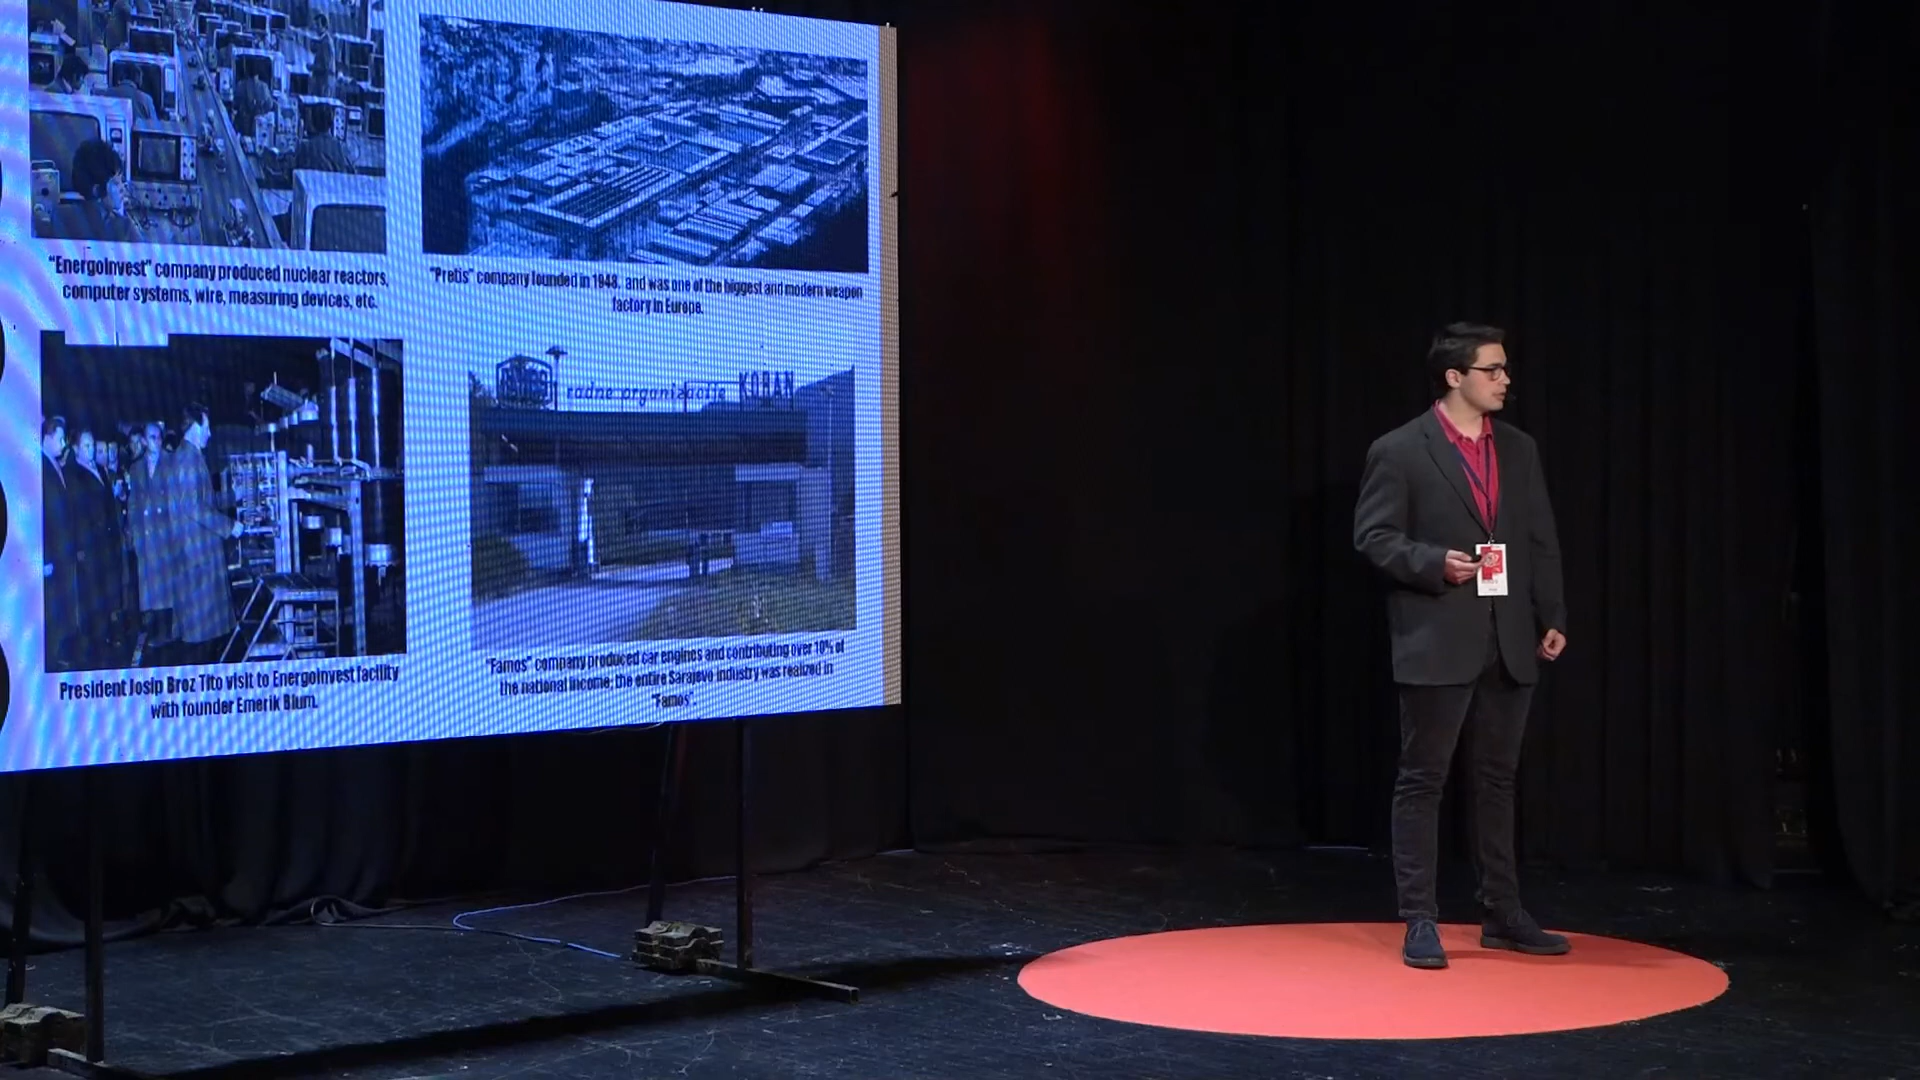 "EnergoInvest" company produced nuclear reactors,
computer systems, wire, measuring devices, etc.
"Pretis" company founded in 1948. and was one of the biggest and modern weapon
factory in Europe.
radne organizacije KORAN
President Josip Broz Tito visit to EnergoInvest facility
with founder Emerik Blum.
"Famos" company produced car engines and contributing over 10% of
the national income; the entire Sarajevo industry was realized in
"Famos".